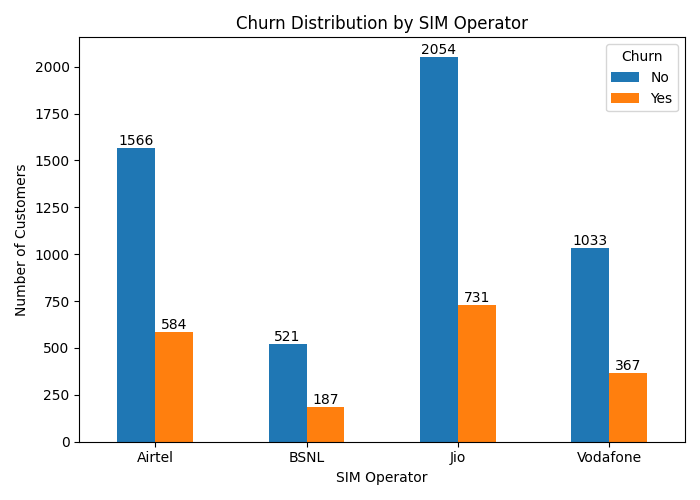 Churn Distribution by SIM Operator
Churn
No
Yes
Number of Customers
2000
1750
1500
1250
1000
750
500
250
0
1566
584
521
187
2054
731
1033
367
Airtel
BSNL
Jio
Vodafone
SIM Operator